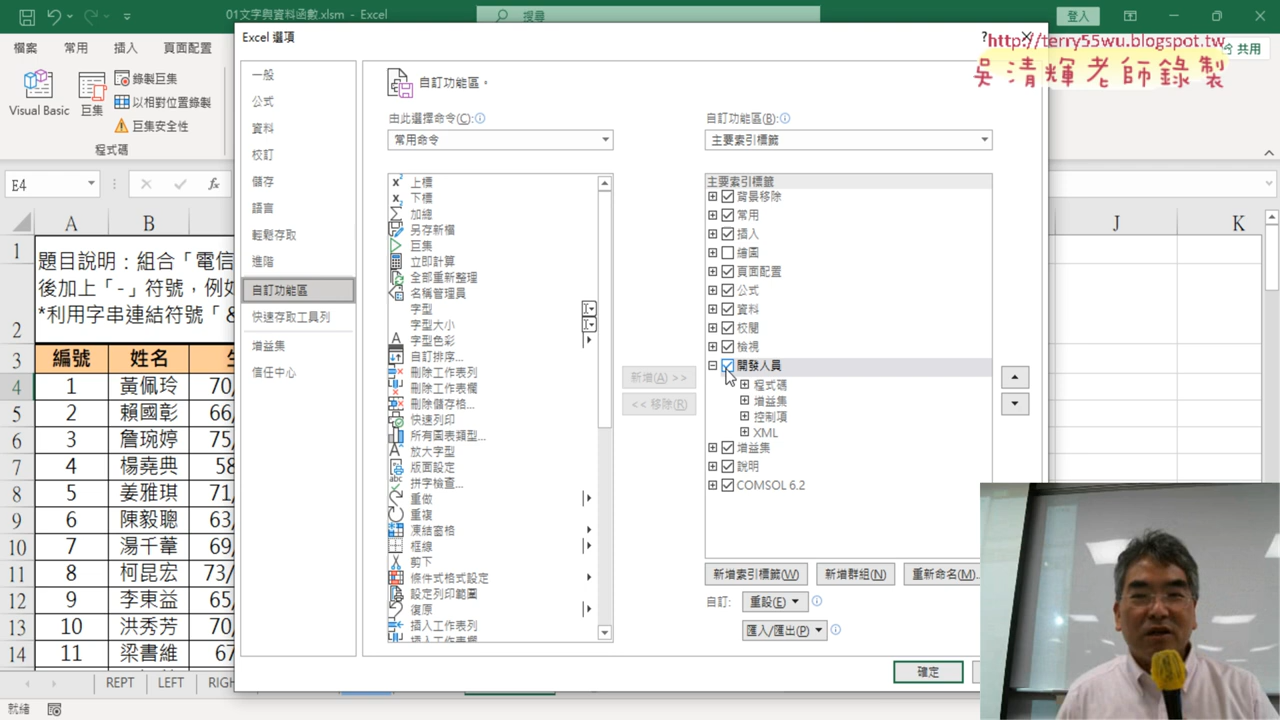 01文字與資料函數.xlsm - Excel
搜尋
登入
檔案 常用 插入 頁面配置
共用
http://terry55wu.blogspot.tw
吳清輝老師錄製
Visual Basic
巨集
錄製巨集
以相對位置錄製
巨集安全性
程式碼
E4
fx
A B J K
1
題目說明：組合「電信
後加上「-」符號，例如
2
*利用字串連結符號「&
3 編號 姓名
4 1 黃佩玲 70/
5 2 賴國彰 66/
6 3 詹琬婷 75/
7 4 楊堯典 58
8 5 姜雅琪 71/
9 6 陳毅聰 63/
10 7 湯千葦 69/
11 8 柯昆宏 73/
12 9 李東益 65/
13 10 洪秀芳 70/
14 11 梁書維 67
REPT LEFT RIGH
就緒
Excel 選項
?
一般
公式
資料
校訂
儲存
語言
輕鬆存取
進階
自訂功能區
快速存取工具列
增益集
信任中心
自訂功能區。
由此選擇命令(C):
常用命令
上標
下標
加總
另存新檔
巨集
立即計算
全部重新整理
名稱管理員
字型
字型大小
字型色彩
自訂排序...
刪除工作表列
刪除工作表欄
刪除儲存格...
快速列印
所有圖表類型...
放大字型
版面設定
拼字檢查...
重做
重複
凍結窗格
框線
剪下
條件式格式設定
設定列印範圍
復原
插入工作表列
插入工作表欄
新增(A) >>
<< 移除(R)
自訂功能區(B):
主要索引標籤
主要索引標籤
背景移除
常用
插入
繪圖
頁面配置
公式
資料
校閱
檢視
開發人員
程式碼
增益集
控制項
XML
增益集
說明
COMSOL 6.2
新增索引標籤(W) 新增群組(N) 重新命名(M)..
自訂: 重設(E)
匯入/匯出(P)
確定